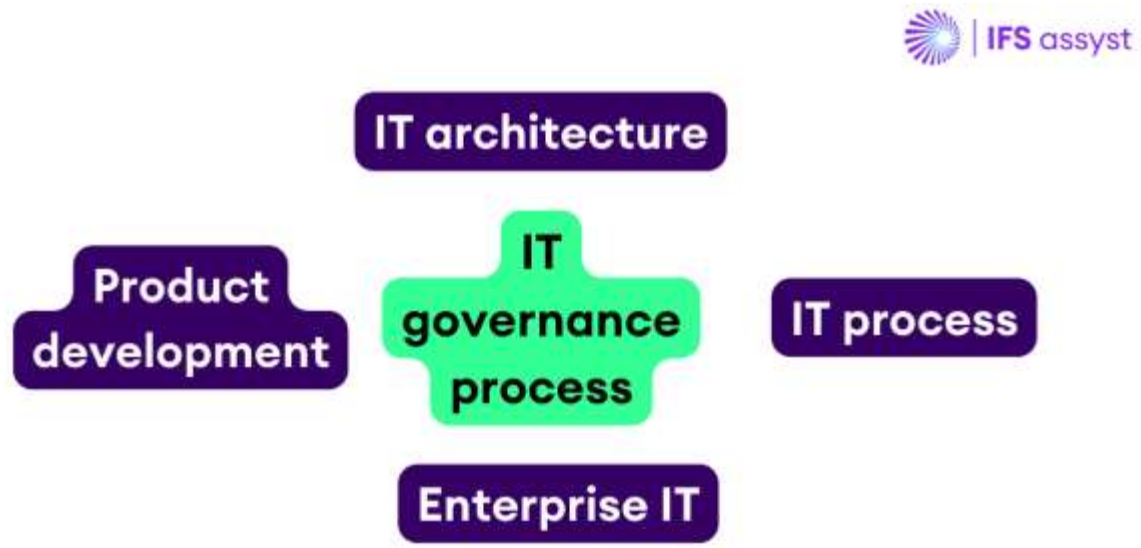 IFS assyst
IT architecture
Product
development
IT
governance
process
IT process
Enterprise IT